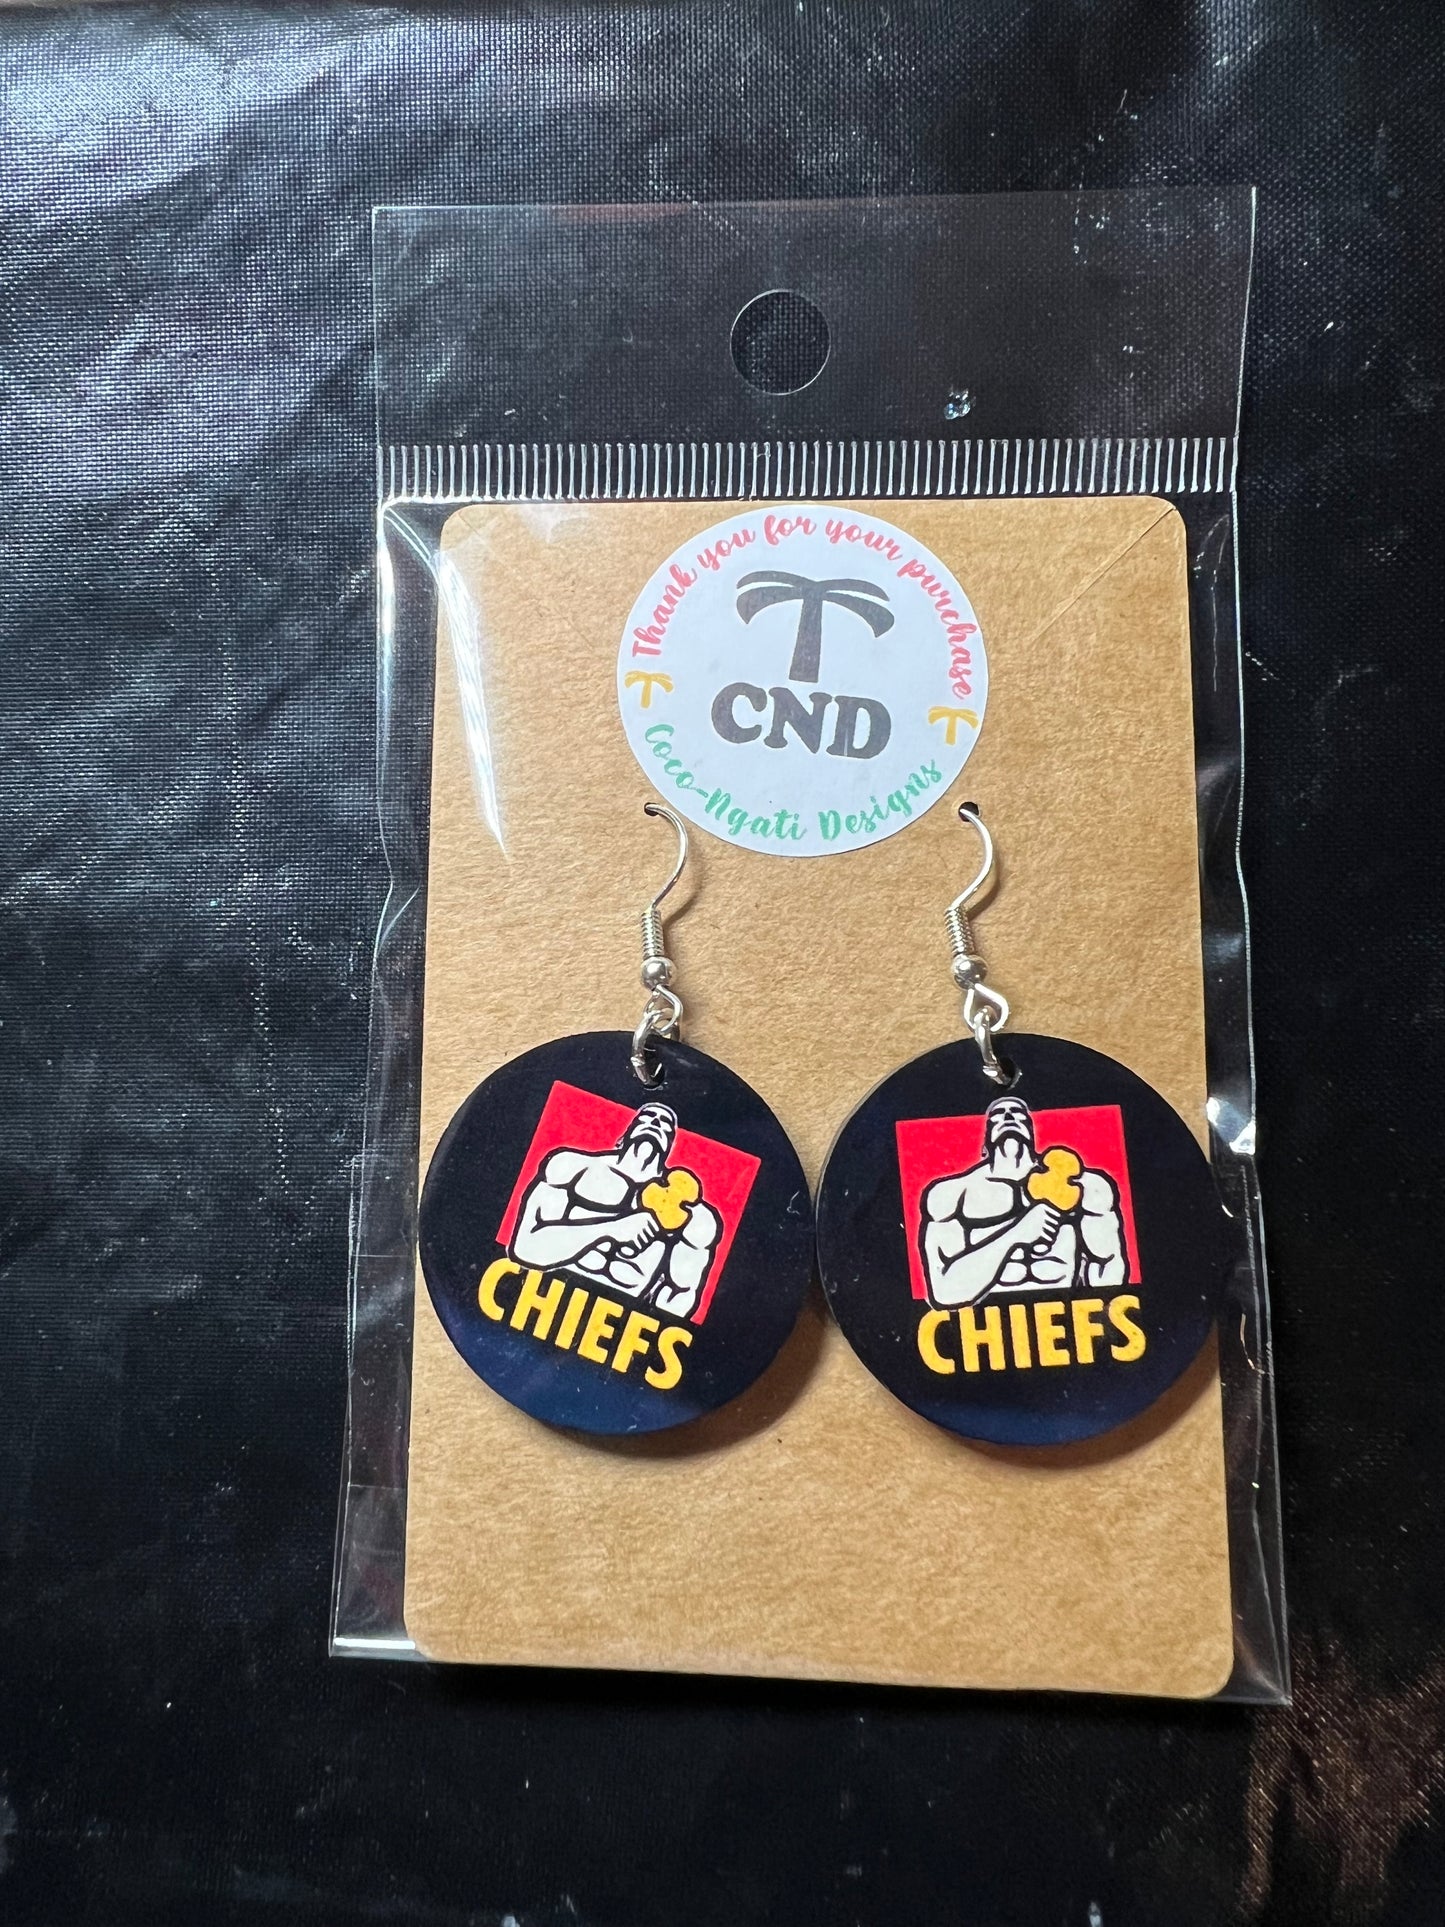 Thank you for your purchase
CND
Coco-Ngati Designs
CHIEFS
CHIEFS